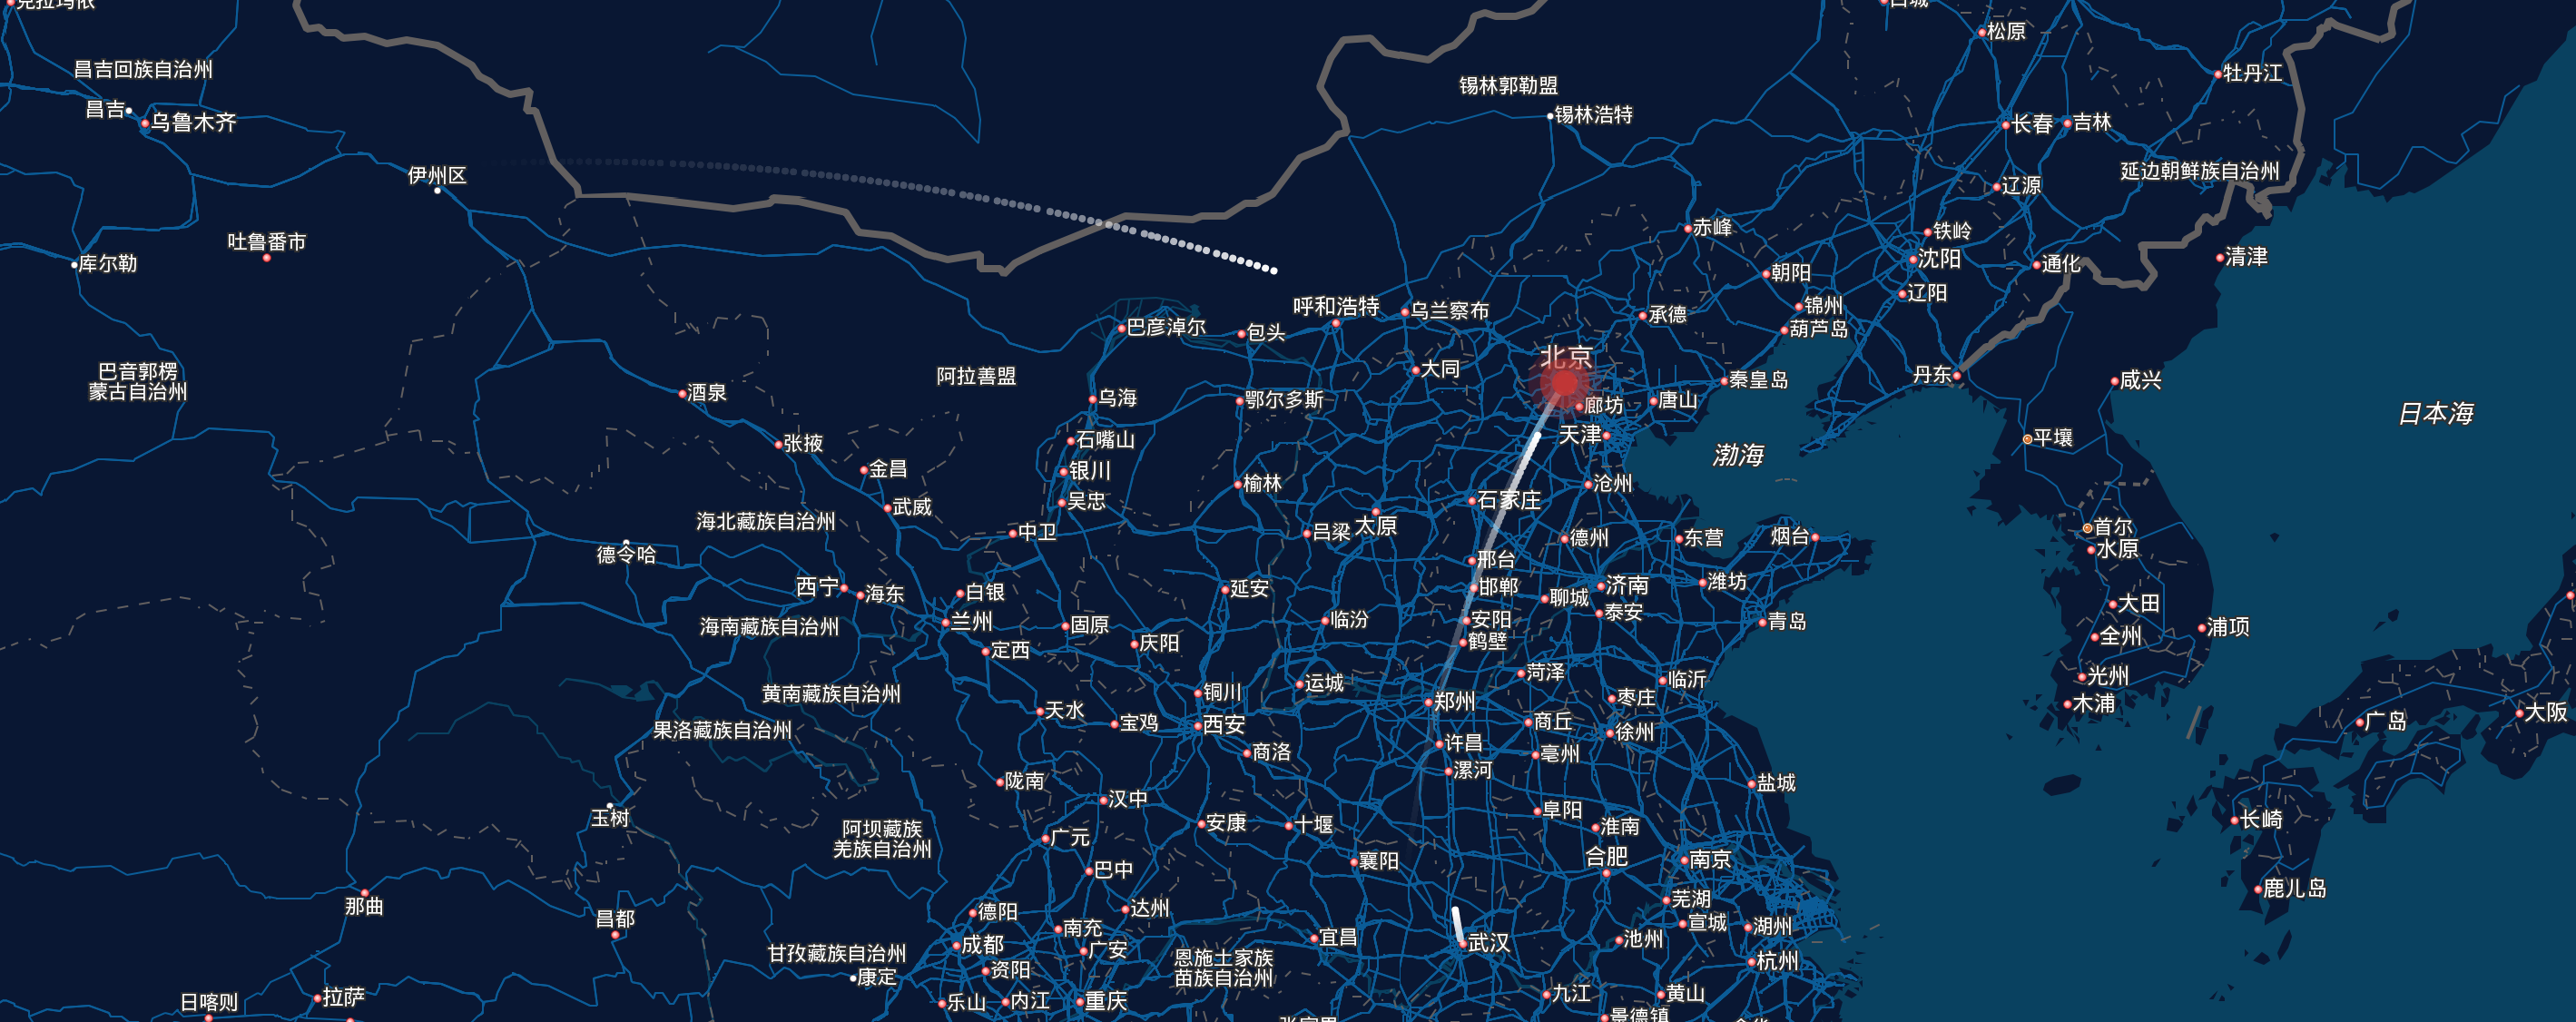 克拉玛依
白城
松原
昌吉回族自治州
牡丹江
锡林郭勒盟
昌吉
乌鲁木齐
锡林浩特
长春
吉林
伊州区
延边朝鲜族自治州
辽源
吐鲁番市
赤峰
铁岭
库尔勒
沈阳
通化
清津
朝阳
辽阳
呼和浩特
乌兰察布
承德
锦州
巴彦淖尔
包头
葫芦岛
北京
巴音郭楞
蒙古自治州
阿拉善盟
大同
丹东
秦皇岛
咸兴
酒泉
乌海
鄂尔多斯
廊坊
唐山
日本海
张掖
石嘴山
天津
平壤
渤海
金昌
银川
榆林
沧州
武威
吴忠
石家庄
海北藏族自治州
中卫
吕梁
太原
德州
东营
烟台
首尔
德令哈
水原
邢台
西宁
海东
白银
延安
邯郸
聊城
济南
潍坊
大田
海南藏族自治州
兰州
固原
临汾
安阳
泰安
青岛
浦项
定西
庆阳
鹤壁
全州
黄南藏族自治州
铜川
运城
菏泽
临沂
光州
郑州
枣庄
木浦
果洛藏族自治州
天水
宝鸡
西安
商丘
徐州
广岛
大阪
许昌
商洛
亳州
漯河
陇南
盐城
汉中
玉树
阿坝藏族
羌族自治州
广元
安康
十堰
阜阳
淮南
长崎
巴中
襄阳
合肥
南京
那曲
昌都
德阳
达州
芜湖
鹿儿岛
南充
宜昌
宣城
湖州
甘孜藏族自治州
成都
广安
武汉
池州
康定
资阳
恩施土家族
苗族自治州
杭州
日喀则
拉萨
乐山
内江
重庆
九江
黄山
景德镇